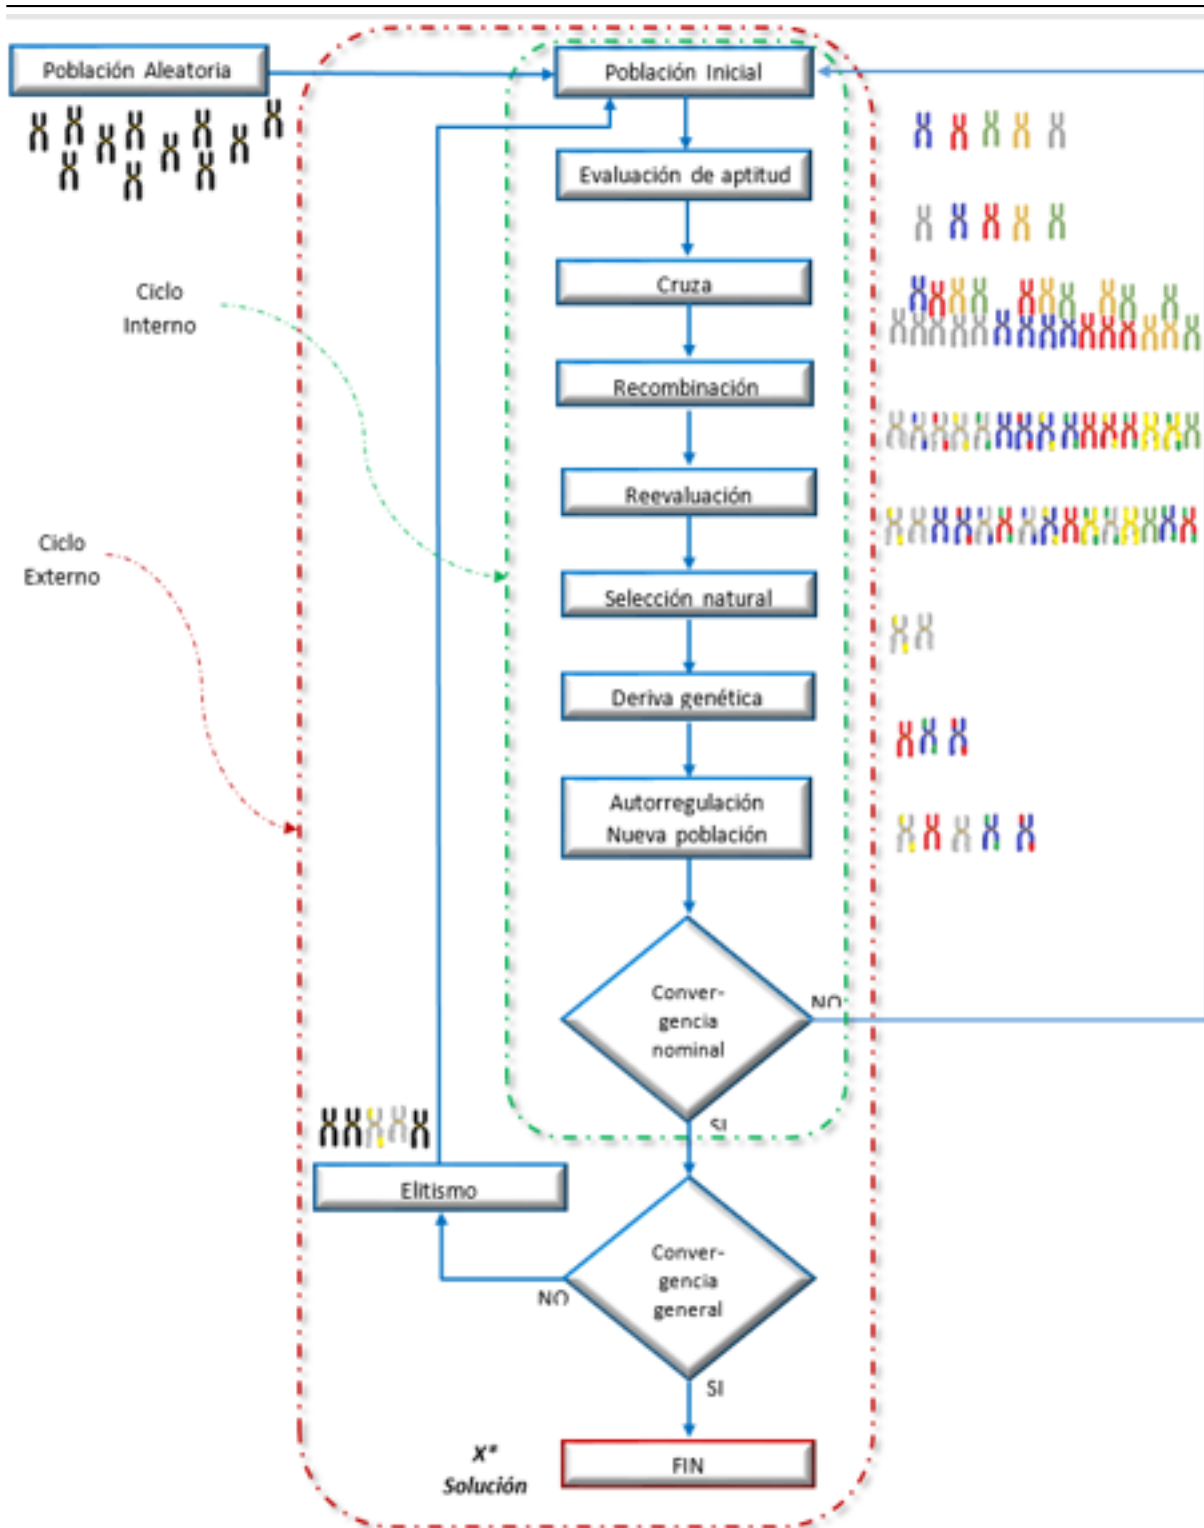 Población Aleatoria
Población Inicial
Evaluación de aptitud
Ciclo
Interno
Cruza
Recombinación
Reevaluación
Ciclo
Externo
Selección natural
Deriva genética
Autorregulación
Nueva población
Conver-
gencia
nominal
NO
SI
Elitismo
Conver-
gencia
general
NO
SI
X*
Solución
FIN